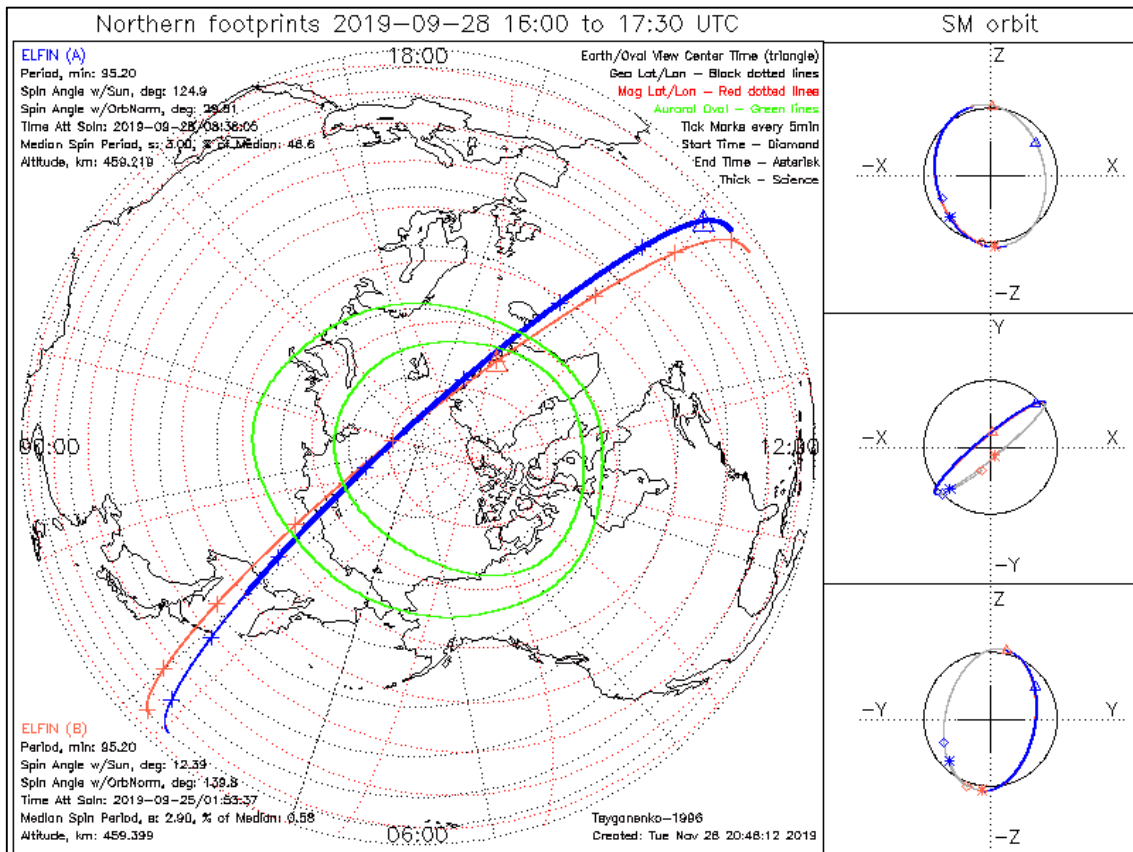 Northern footprints 2019-09-28 16:00 to 17:30 UTC
SM orbit
ELFIN (A)
Period, min: 95.20
Spin Angle w/Sun, deg: 124.9
Spin Angle w/OrbNorm, deg:
Time Att Soln: 2019-09-28/08:38:05
Median Spin Period, s: 3.00, % of Median: 46.6
Altitude, km: 459.219
18:00
Earth/Oval View Center Time (triangle)
Geo Lat/Lon - Black dotted lines
Mag Lat/Lon - Red dotted lines
Auroral Oval - Green lines
Tick Marks every 5min
Start Time - Diamond
End Time - Asterisk
Thick - Science
00:00
12:00
ELFIN (B)
Period, min: 95.20
Spin Angle w/Sun, deg: 12.39
Spin Angle w/OrbNorm, deg: 139.8
Time Att Soln: 2019-09-25/01:53:37
Median Spin Period, s: 2.90, % of Median: 0.58
Altitude, km: 459.399
06:00
Tsyganenko-1996
Created: Tue Nov 26 20:46:12 2019
Z
-X
X
-Z
Y
-X
X
-Y
Z
-Y
Y
-Z